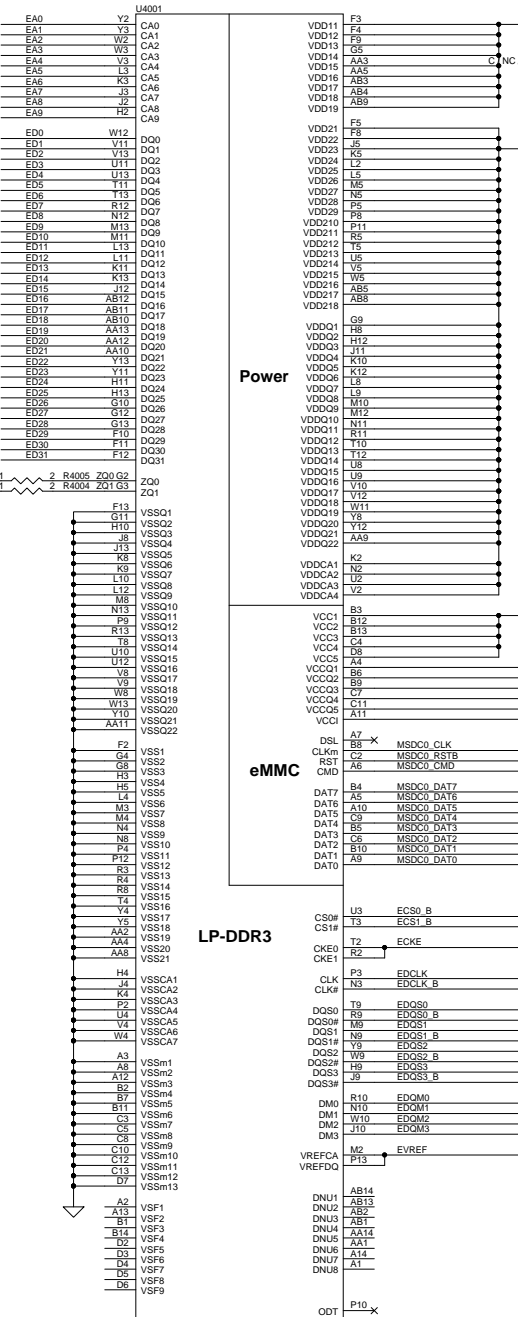 U4001
EA0 Y2 CA0
EA1 Y3 CA1
EA2 W2 CA2
EA3 W3 CA3
EA4 V3 CA4
EA5 L3 CA5
EA6 K3 CA6
EA7 J3 CA7
EA8 J2 CA8
EA9 H2 CA9
ED0 W12 DQ0
ED1 V11 DQ1
ED2 V13 DQ2
ED3 U11 DQ3
ED4 U13 DQ4
ED5 T11 DQ5
ED6 T13 DQ6
ED7 R12 DQ7
ED8 N12 DQ8
ED9 M13 DQ9
ED10 M11 DQ10
ED11 L13 DQ11
ED12 L11 DQ12
ED13 K11 DQ13
ED14 K13 DQ14
ED15 J12 DQ15
ED16 AB12 DQ16
ED17 AB11 DQ17
ED18 AB10 DQ18
ED19 AA13 DQ19
ED20 AA12 DQ20
ED21 AA10 DQ21
ED22 Y13 DQ22
ED23 Y11 DQ23
ED24 H11 DQ24
ED25 H13 DQ25
ED26 G10 DQ26
ED27 G12 DQ27
ED28 G13 DQ28
ED29 F10 DQ29
ED30 F11 DQ30
ED31 F12 DQ31
1 2 R4005 ZQ0 G2 ZQ0
1 2 R4004 ZQ1 G3 ZQ1
F13 VSSQ1
G11 VSSQ2
H10 VSSQ3
J8 VSSQ4
J13 VSSQ5
K8 VSSQ6
K9 VSSQ7
L10 VSSQ8
L12 VSSQ9
M8 VSSQ10
N13 VSSQ11
P9 VSSQ12
R13 VSSQ13
T8 VSSQ14
U10 VSSQ15
U12 VSSQ16
V8 VSSQ17
V9 VSSQ18
W8 VSSQ19
W13 VSSQ20
Y10 VSSQ21
AA11 VSSQ22
F2 VSS1
G4 VSS2
G8 VSS3
H3 VSS4
H5 VSS5
L4 VSS6
M3 VSS7
M4 VSS8
N4 VSS9
N8 VSS10
P4 VSS11
P12 VSS12
R3 VSS13
R4 VSS14
R8 VSS15
T4 VSS16
Y4 VSS17
Y5 VSS18
AA2 VSS19
AA4 VSS20
AA8 VSS21
H4 VSSCA1
J4 VSSCA2
K4 VSSCA3
P2 VSSCA4
U4 VSSCA5
V4 VSSCA6
W4 VSSCA7
A3 VSSm1
A8 VSSm2
A12 VSSm3
B2 VSSm4
B7 VSSm5
B11 VSSm6
C3 VSSm7
C5 VSSm8
C8 VSSm9
C10 VSSm10
C12 VSSm11
C13 VSSm12
D7 VSSm13
A2 VSF1
A13 VSF2
B1 VSF3
B14 VSF4
D2 VSF5
D3 VSF6
D4 VSF7
D5 VSF8
D6 VSF9
Power
eMMC
LP-DDR3
VDD11 F3
VDD12 F4
VDD13 F9
VDD14 G5
VDD15 AA3 C NC
VDD16 AA5
VDD17 AB3
VDD18 AB4
VDD19 AB9
VDD21 F5
VDD22 F8
VDD23 J5
VDD24 K5
VDD25 L2
VDD26 L5
VDD27 M5
VDD28 N5
VDD29 P5
VDD210 P8
VDD211 P11
VDD212 R5
VDD213 T5
VDD214 U5
VDD215 V5
VDD216 W5
VDD217 AB5
VDD218 AB8
VDDQ1 G9
VDDQ2 H8
VDDQ3 H12
VDDQ4 J11
VDDQ5 K10
VDDQ6 K12
VDDQ7 L8
VDDQ8 L9
VDDQ9 M10
VDDQ10 M12
VDDQ11 N11
VDDQ12 R11
VDDQ13 T10
VDDQ14 T12
VDDQ15 U8
VDDQ16 U9
VDDQ17 V10
VDDQ18 V12
VDDQ19 W11
VDDQ20 Y8
VDDQ21 Y12
VDDQ22 AA9
VDDCA1 K2
VDDCA2 N2
VDDCA3 U2
VDDCA4 V2
VCC1 B3
VCC2 B12
VCC3 B13
VCC4 C4
VCC5 D8
VCCQ1 A4
VCCQ2 B6
VCCQ3 B9
VCCQ4 C7
VCCQ5 C11
VCCI A11
DSL A7
CLKm B8 MSDC0_CLK
RST C2 MSDC0_RSTB
CMD A6 MSDC0_CMD
DAT7 B4 MSDC0_DAT7
DAT6 A5 MSDC0_DAT6
DAT5 A10 MSDC0_DAT5
DAT4 C9 MSDC0_DAT4
DAT3 B5 MSDC0_DAT3
DAT2 C6 MSDC0_DAT2
DAT1 B10 MSDC0_DAT1
DAT0 A9 MSDC0_DAT0
CS0# U3 ECS0_B
CS1# T3 ECS1_B
CKE0 T2 ECKE
CKE1 R2
CLK P3 EDCLK
CLK# N3 EDCLK_B
DQS0 T9 EDQS0
DQS0# R9 EDQS0_B
DQS1 M9 EDQS1
DQS1# N9 EDQS1_B
DQS2 Y9 EDQS2
DQS2# W9 EDQS2_B
DQS3 H9 EDQS3
DQS3# J9 EDQS3_B
DM0 R10 EDQM0
DM1 N10 EDQM1
DM2 W10 EDQM2
DM3 J10 EDQM3
VREFCA M2 EVREF
VREFDQ P13
DNU1 AB14
DNU2 AB13
DNU3 AB2
DNU4 AB1
DNU5 AA14
DNU6 AA1
DNU7 A14
DNU8 A1
ODT P10